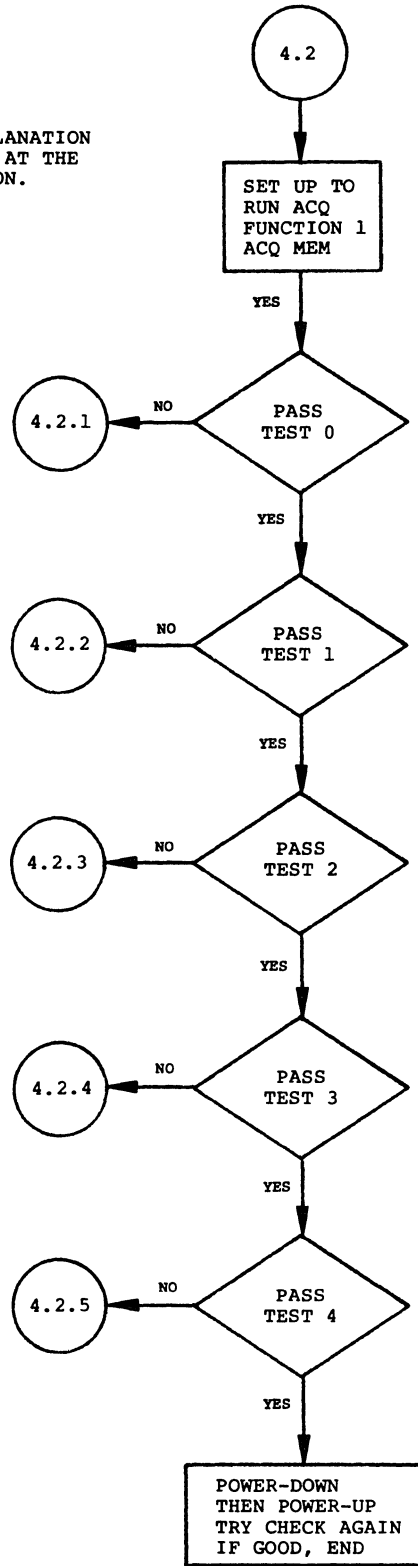 4.2
LANATION
AT THE
ON.
SET UP TO
RUN ACQ
FUNCTION 1
ACQ MEM
YES
PASS
TEST 0
NO
4.2.1
YES
PASS
TEST 1
NO
4.2.2
YES
PASS
TEST 2
NO
4.2.3
YES
PASS
TEST 3
NO
4.2.4
YES
PASS
TEST 4
NO
4.2.5
YES
POWER-DOWN
THEN POWER-UP
TRY CHECK AGAIN
IF GOOD, END